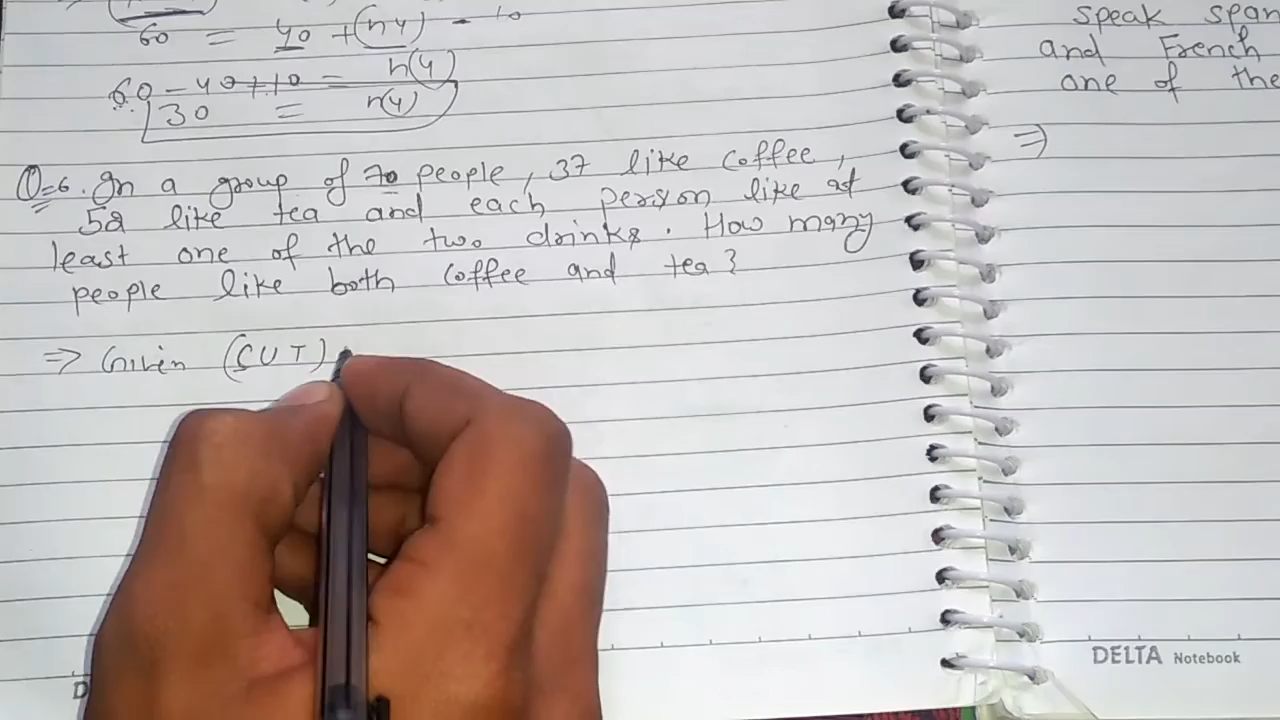 60 = 40 + (n4) - 10
60 - 40 + 10 = n(4)
30 = n(4)
Q=6. In a group of 70 people, 37 like coffee,
52 like tea and each person like at
least one of the two drinks. How many
people like both coffee and tea?
=> Given (CUT)
speak span
and French
one of the
=>
DELTA Notebook
D